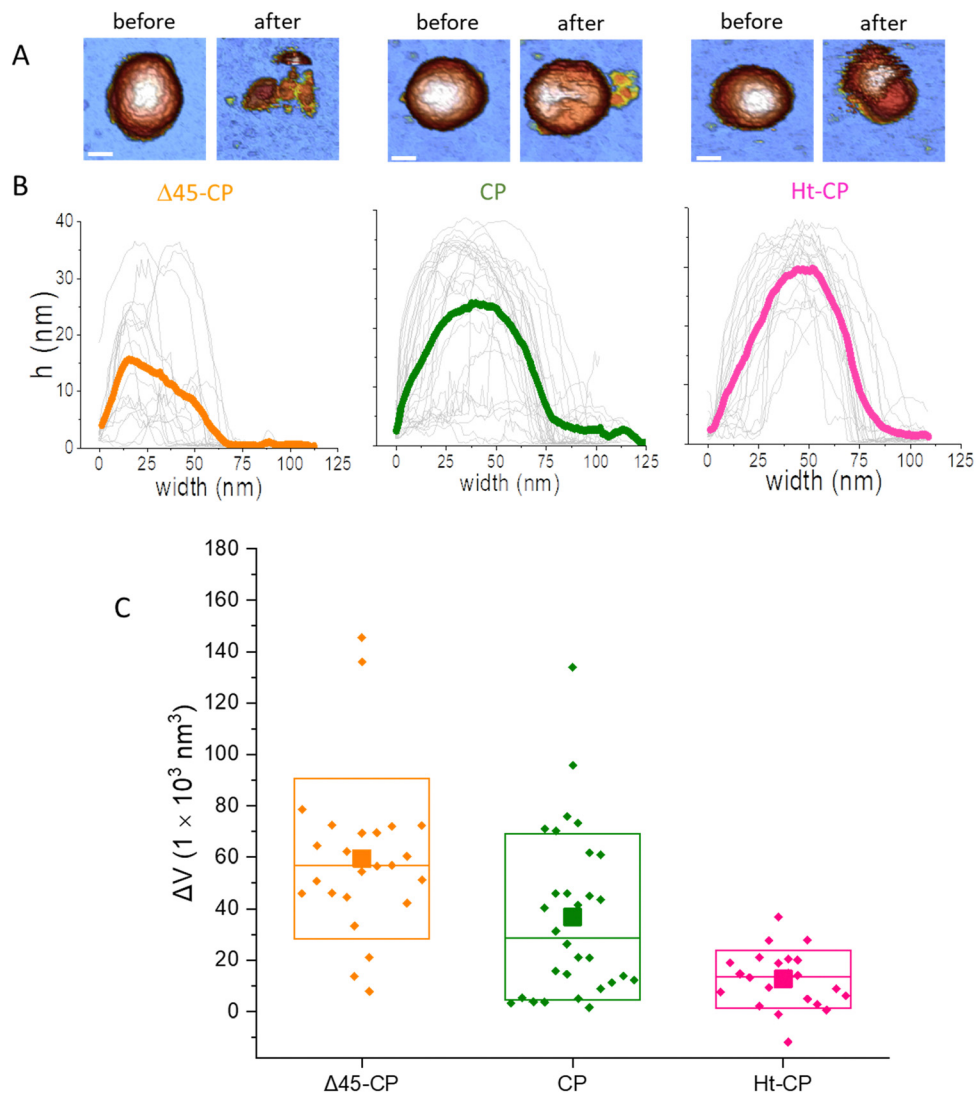 before after before after before after
A
B
Δ45-CP CP Ht-CP
40
30
20
10
0
h (nm)
0 25 50 75 100 125
width (nm)
0 25 50 75 100 125
width (nm)
0 25 50 75 100 125
width (nm)
C
180
160
140
120
100
80
60
40
20
0
ΔV (1 × 10³ nm³)
Δ45-CP CP Ht-CP